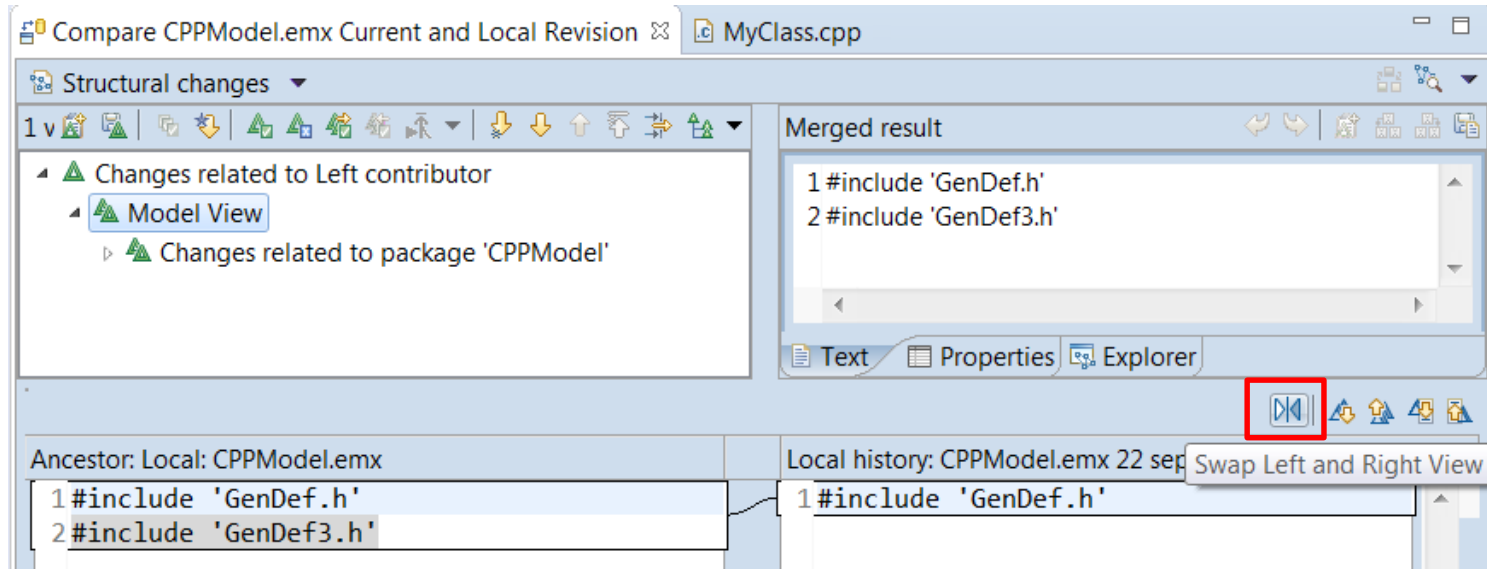 Compare CPPModel.emx Current and Local Revision
MyClass.cpp
Structural changes
1 v
Merged result
Changes related to Left contributor
Model View
Changes related to package 'CPPModel'
1 #include 'GenDef.h'
2 #include 'GenDef3.h'
Text
Properties
Explorer
Ancestor: Local: CPPModel.emx
Local history: CPPModel.emx 22 sep
Swap Left and Right View
1 #include 'GenDef.h'
2 #include 'GenDef3.h'
1 #include 'GenDef.h'